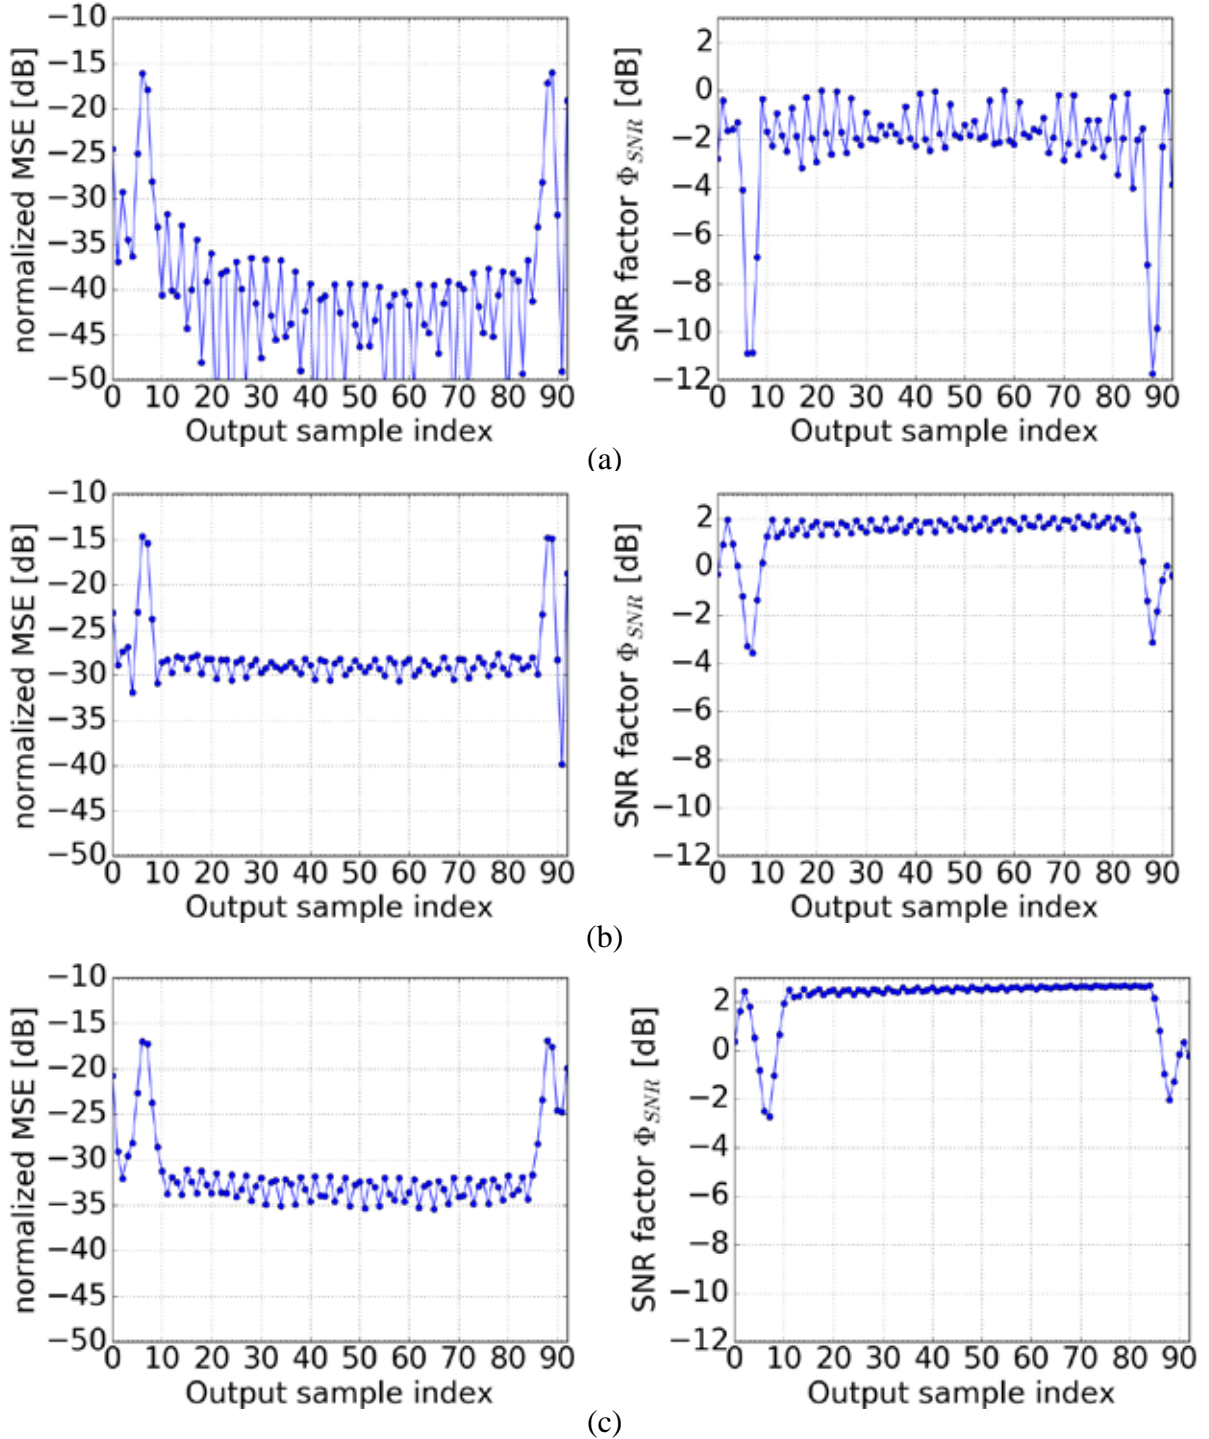 normalized MSE [dB]
−10
−15
−20
−25
−30
−35
−40
−45
−50
0 10 20 30 40 50 60 70 80 90
Output sample index
SNR factor Φ_SNR [dB]
2
0
−2
−4
−6
−8
−10
−12
0 10 20 30 40 50 60 70 80 90
Output sample index
(a)
normalized MSE [dB]
−10
−15
−20
−25
−30
−35
−40
−45
−50
0 10 20 30 40 50 60 70 80 90
Output sample index
SNR factor Φ_SNR [dB]
2
0
−2
−4
−6
−8
−10
−12
0 10 20 30 40 50 60 70 80 90
Output sample index
(b)
normalized MSE [dB]
−10
−15
−20
−25
−30
−35
−40
−45
−50
0 10 20 30 40 50 60 70 80 90
Output sample index
SNR factor Φ_SNR [dB]
2
0
−2
−4
−6
−8
−10
−12
0 10 20 30 40 50 60 70 80 90
Output sample index
(c)